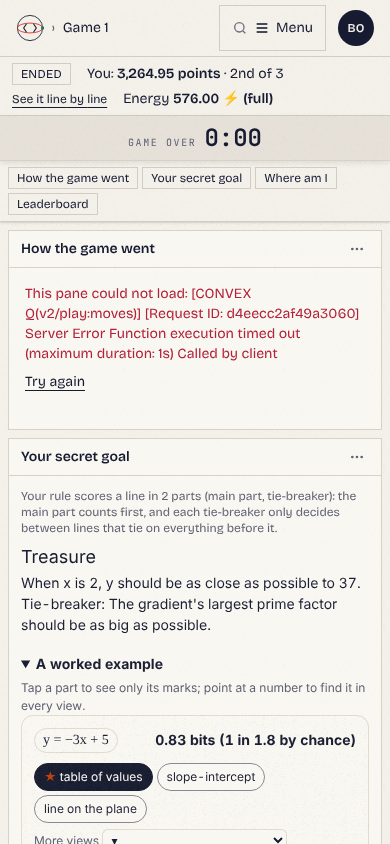 › Game 1
Menu
BO
ENDED You: 3,264.95 points · 2nd of 3
See it line by line Energy 576.00 ⚡ (full)
GAME OVER 0:00
How the game went Your secret goal Where am I
Leaderboard
How the game went ...
This pane could not load: [CONVEX
Q(v2/play:moves)] [Request ID: d4eecc2af49a3060]
Server Error Function execution timed out
(maximum duration: 1s) Called by client
Try again
Your secret goal ...
Your rule scores a line in 2 parts (main part, tie-breaker): the
main part counts first, and each tie-breaker only decides
between lines that tie on everything before it.
Treasure
When x is 2, y should be as close as possible to 37.
Tie-breaker: The gradient's largest prime factor
should be as big as possible.
▼ A worked example
Tap a part to see only its marks; point at a number to find it in
every view.
y = −3x + 5 0.83 bits (1 in 1.8 by chance)
★ table of values slope-intercept
line on the plane
More views ▼